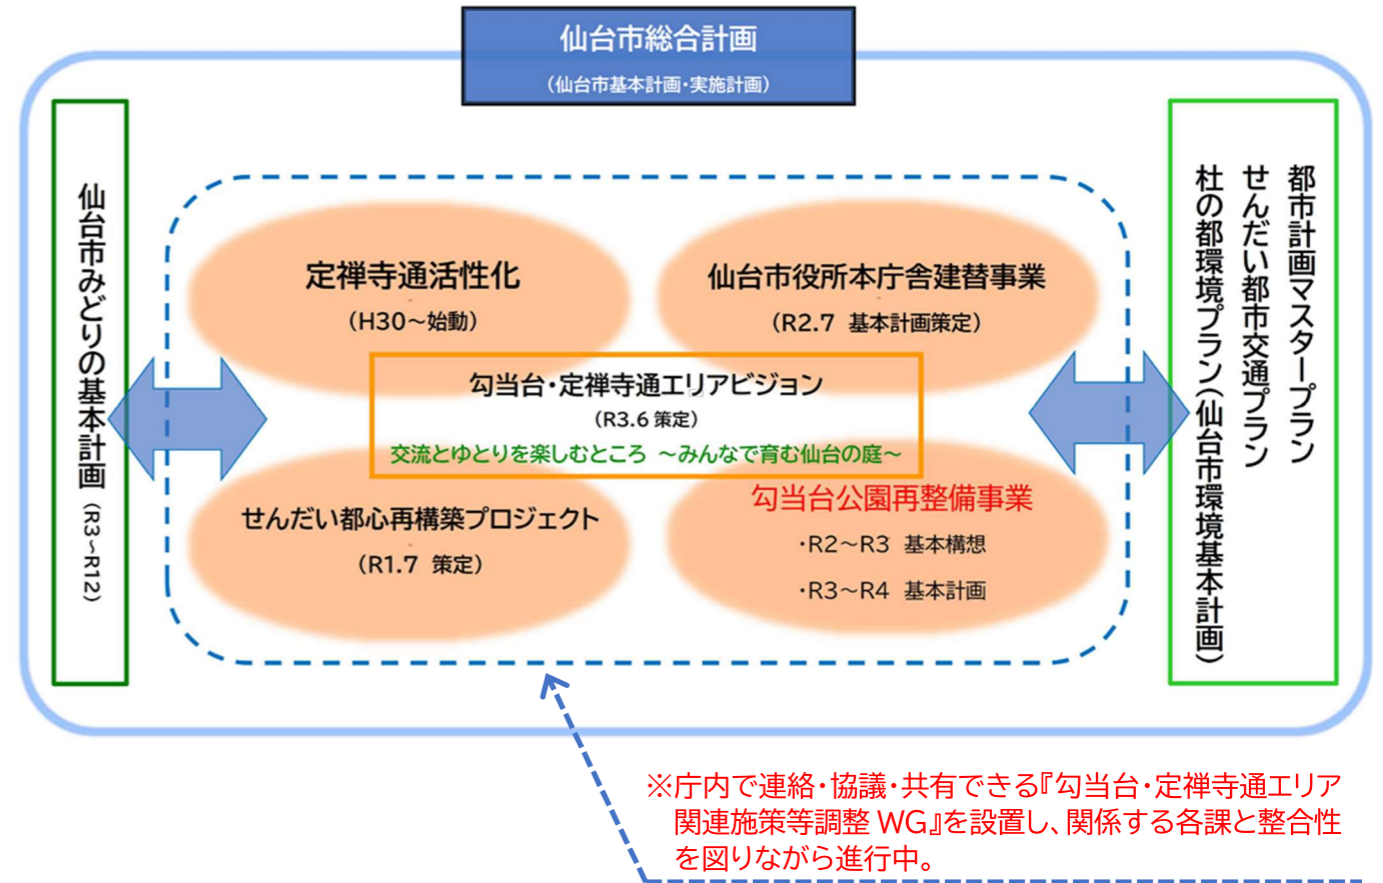 仙台市総合計画
（仙台市基本計画・実施計画）
仙台市みどりの基本計画（R3～R12）
定禅寺通活性化
（H30～始動）
仙台市役所本庁舎建替事業
（R2.7 基本計画策定）
勾当台・定禅寺通エリアビジョン
（R3.6 策定）
交流とゆとりを楽しむところ ～みんなで育む仙台の庭～
せんだい都心再構築プロジェクト
（R1.7 策定）
勾当台公園再整備事業
・R2～R3 基本構想
・R3～R4 基本計画
都市計画マスタープラン
せんだい都市交通プラン
杜の都環境プラン（仙台市環境基本計画）
※庁内で連絡・協議・共有できる『勾当台・定禅寺通エリア
関連施策等調整 WG』を設置し、関係する各課と整合性
を図りながら進行中。